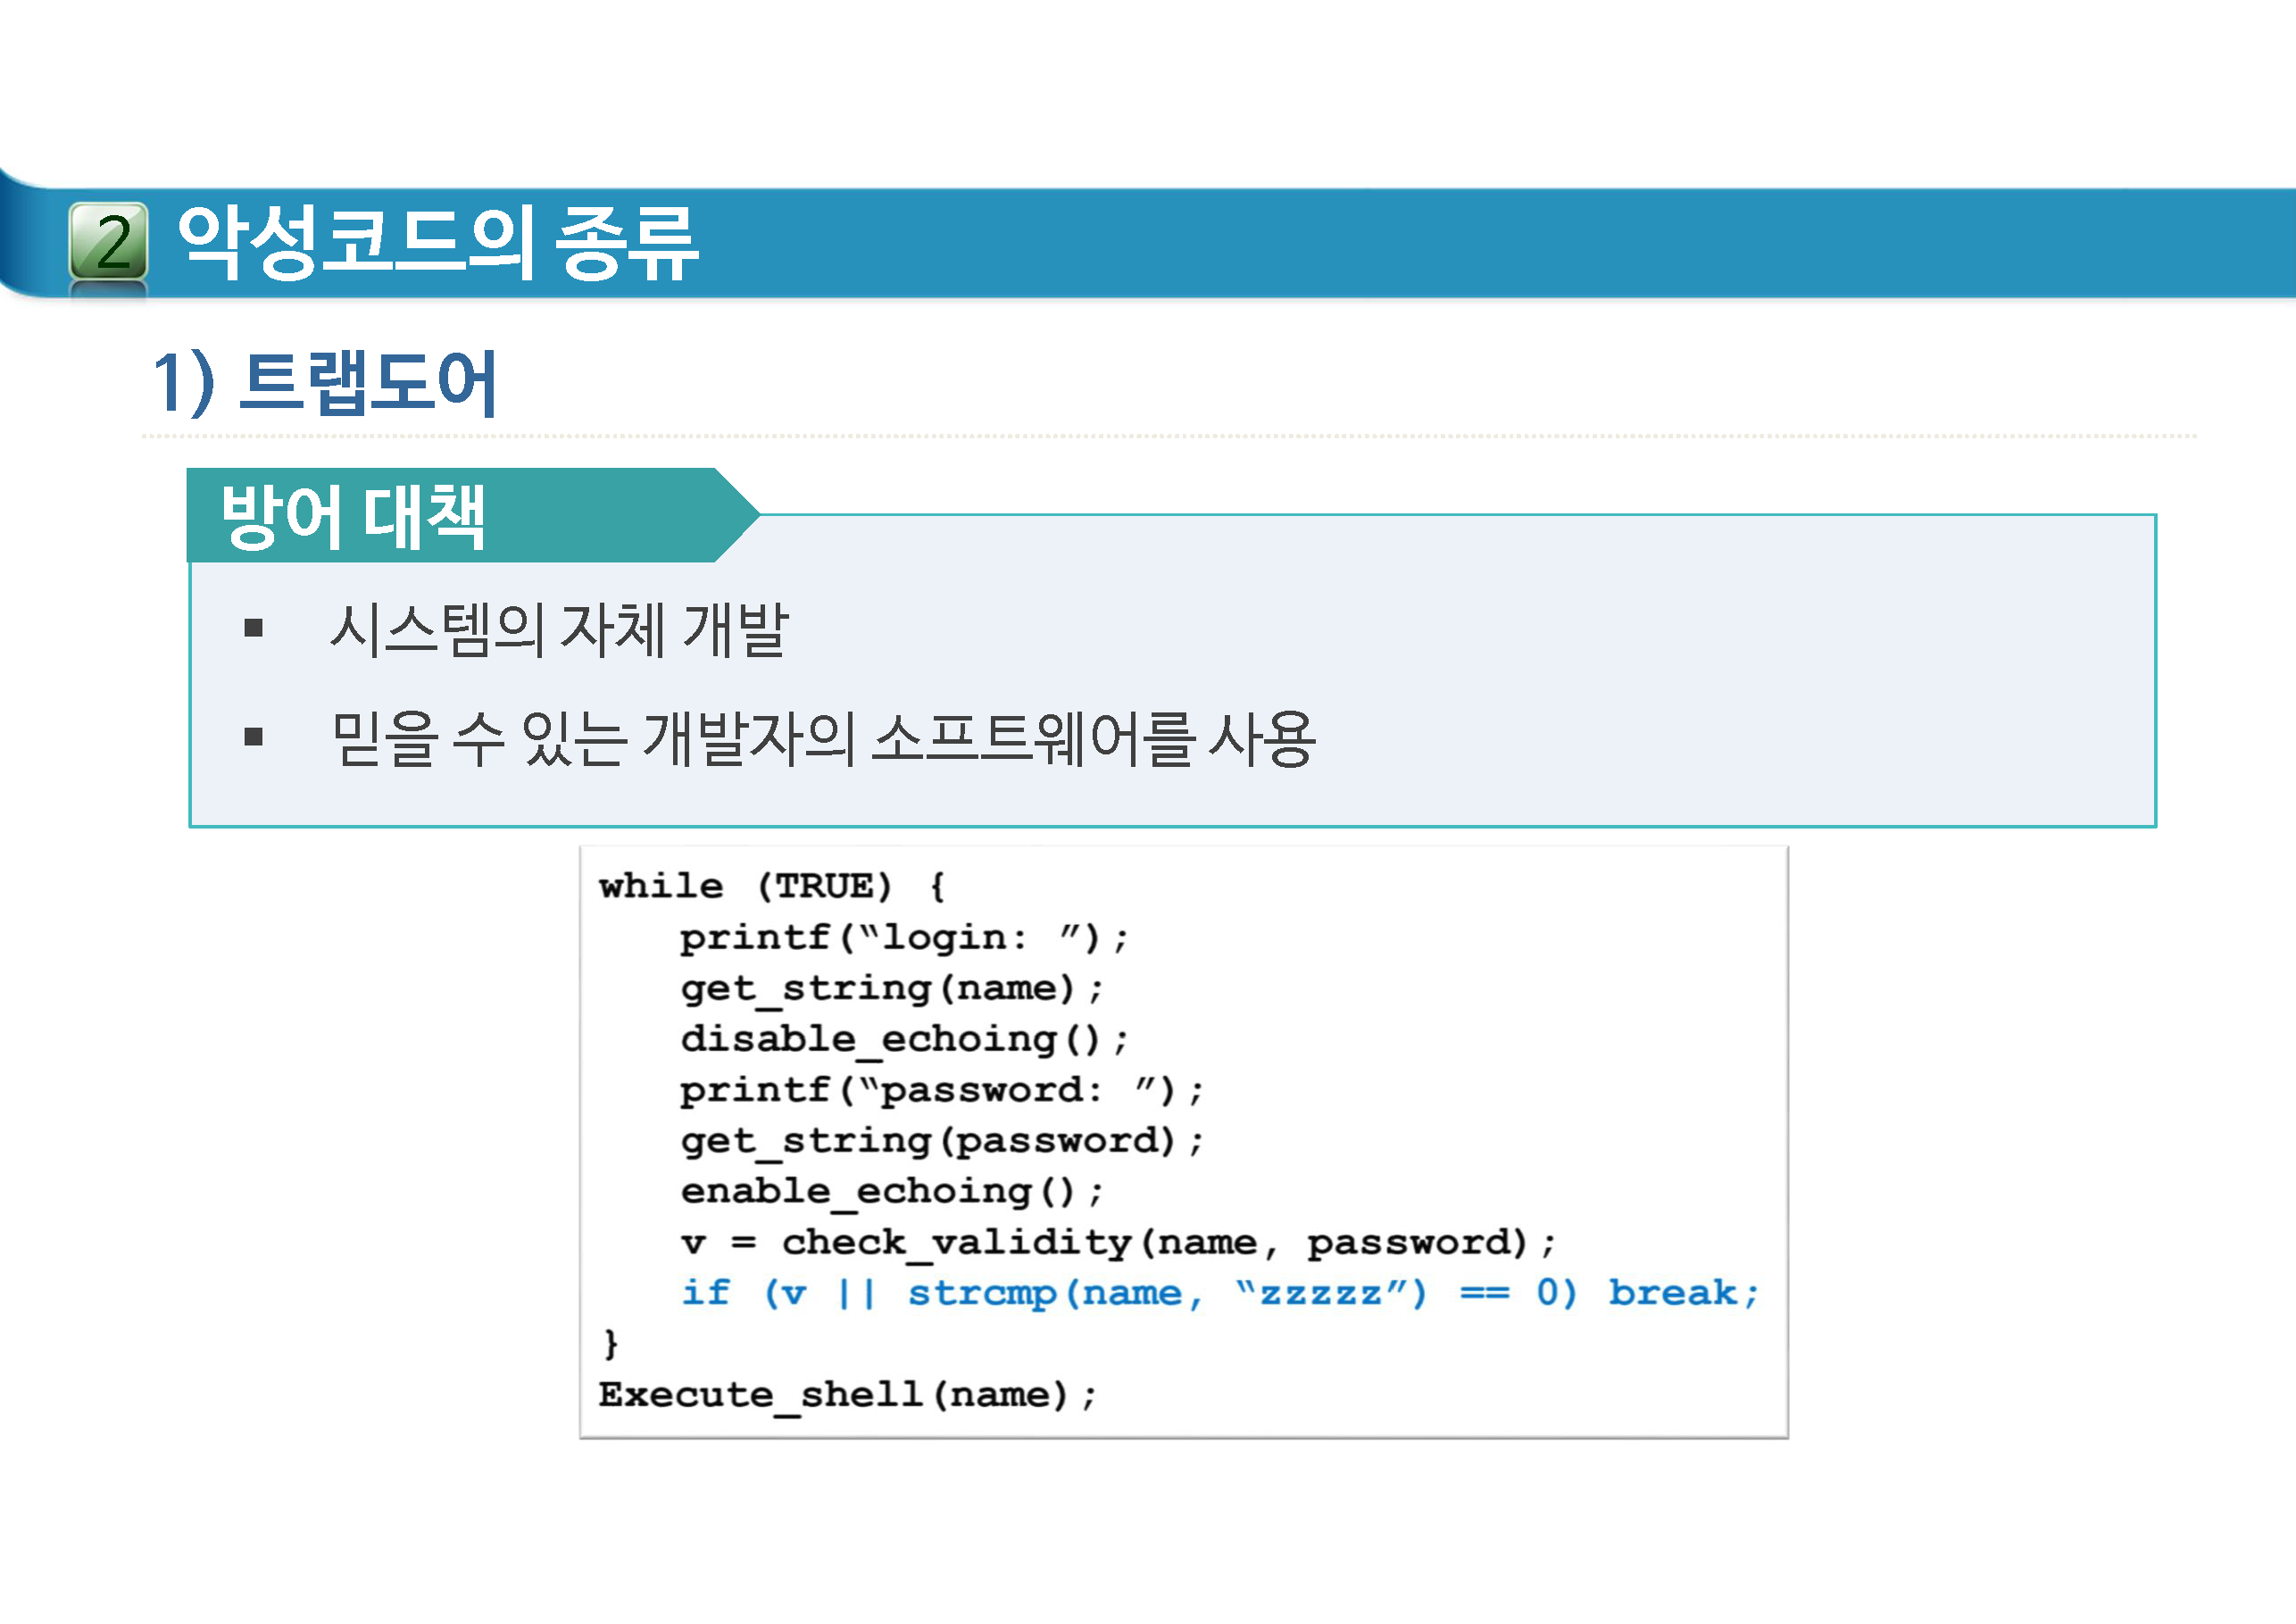 2 악성코드의 종류
1) 트랩도어
방어 대책
▪ 시스템의 자체 개발
▪ 믿을 수 있는 개발자의 소프트웨어를 사용
while (TRUE) {
printf(“login: ”);
get_string(name);
disable_echoing();
printf(“password: ”);
get_string(password);
enable_echoing();
v = check_validity(name, password);
if (v || strcmp(name, “zzzzz”) == 0) break;
}
Execute_shell(name);